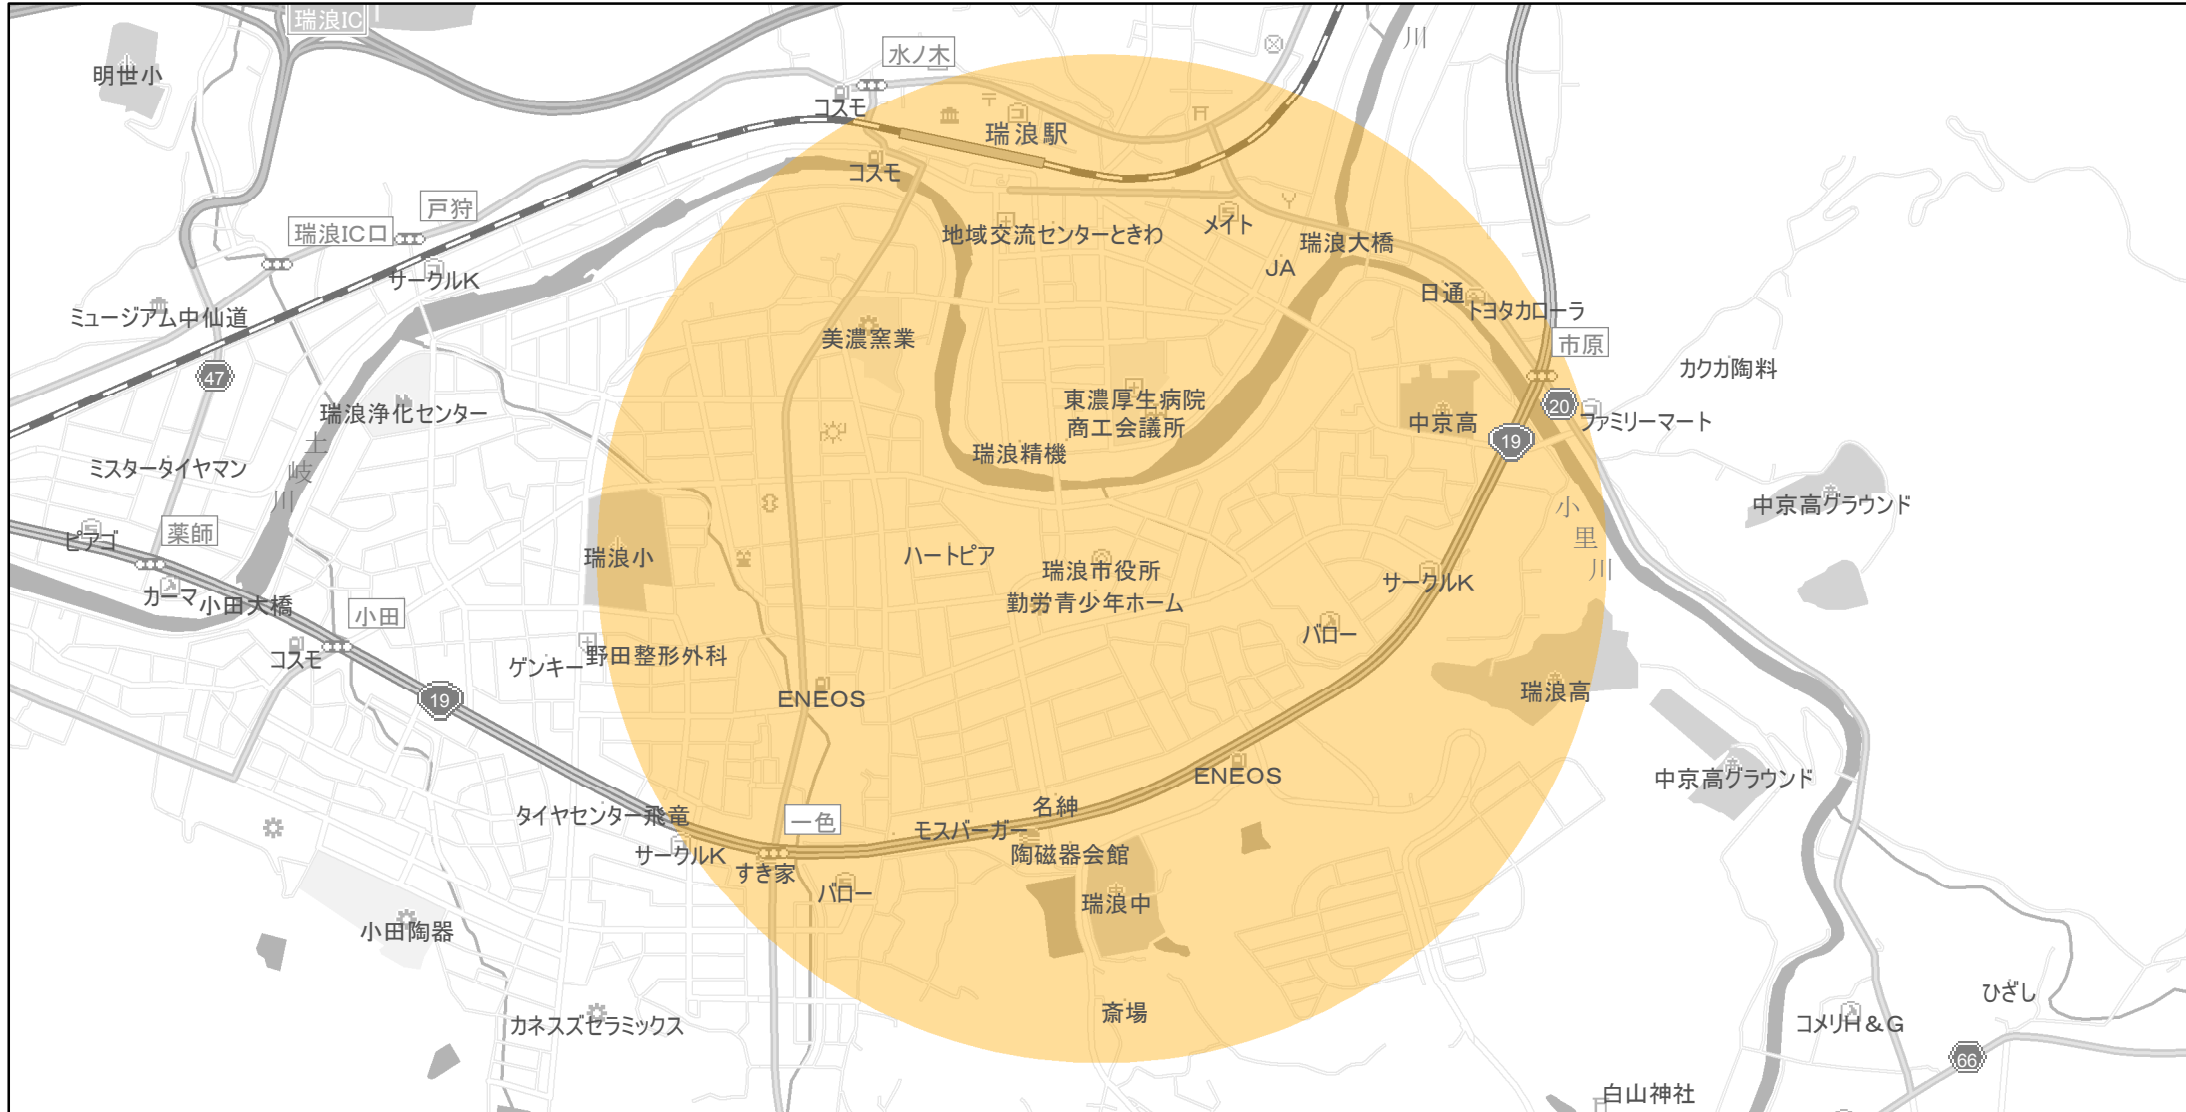 瑞浪IC
川
水ノ木
明世小
コスモ
瑞浪駅
コスモ
戸狩
瑞浪IC口
地域交流センターときわ
メイト
瑞浪大橋
JA
サークルK
日通
トヨタカローラ
ミュージアム中仙道
美濃窯業
市原
カクカ陶料
47
瑞浪浄化センター
東濃厚生病院
商工会議所
中京高
20
ファミリーマート
19
瑞浪精機
ミスタータイヤマン
土岐川
中京高グラウンド
小里川
薬師
ピアゴ
瑞浪小
ハートピア
瑞浪市役所
サークルK
カーマ
小田大橋
小田
勤労青少年ホーム
バロー
コスモ
ゲンキー
野田整形外科
19
ENEOS
瑞浪高
中京高グラウンド
ENEOS
名紳
タイヤセンター飛竜
一色
モスバーガー
サークルK
すき家
陶磁器会館
バロー
瑞浪中
小田陶器
ひざし
斎場
カネスズセラミックス
コメリH&G
66
白山神社